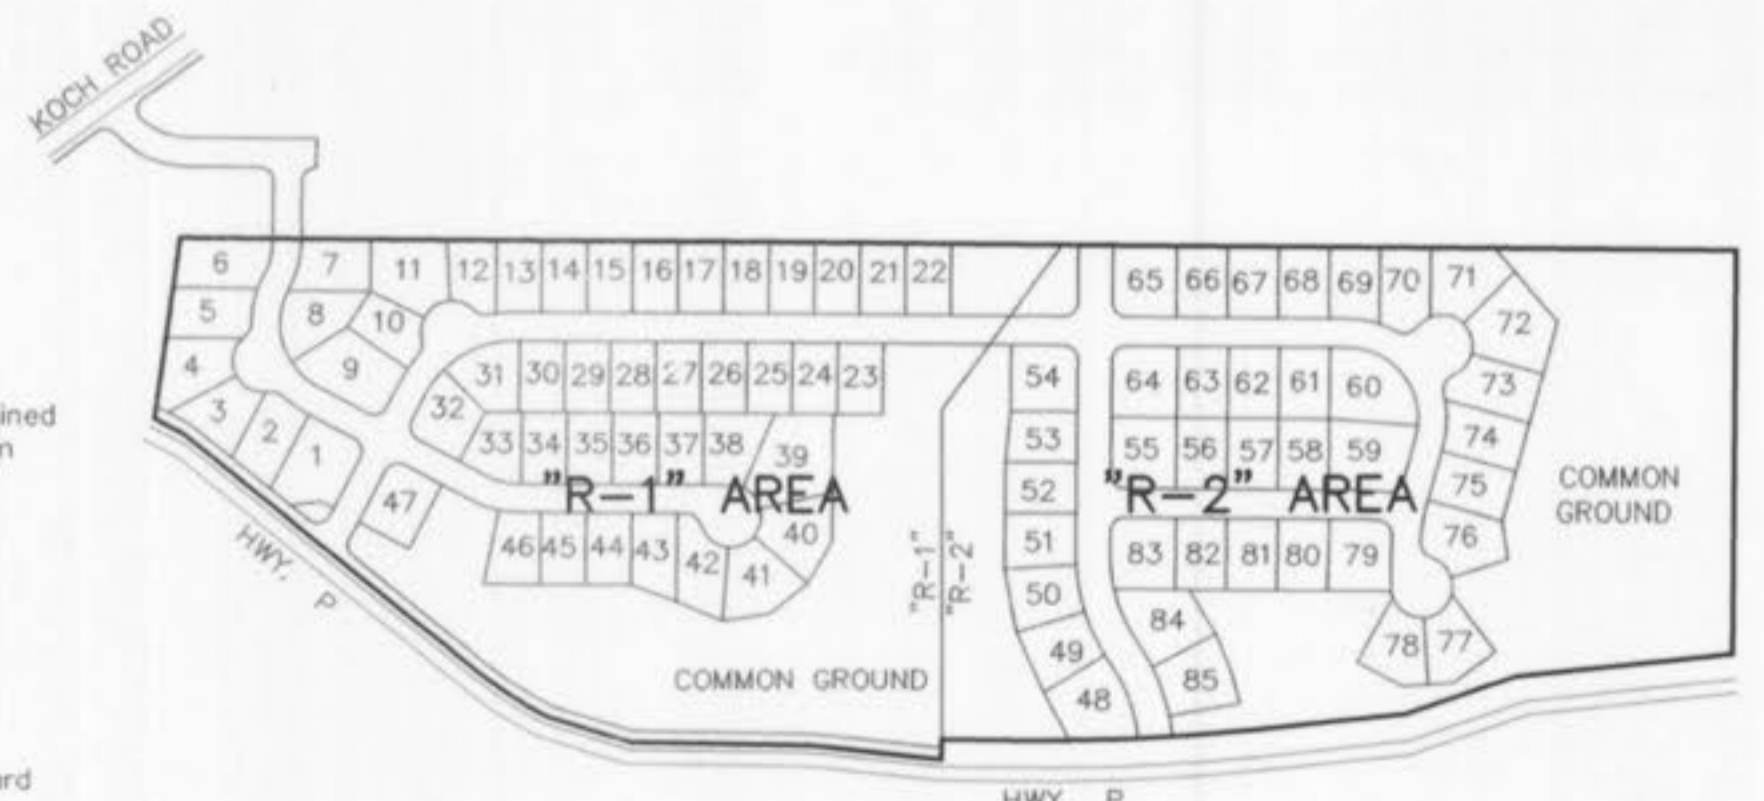 KOCH ROAD
6 7 11 12 13 14 15 16 17 18 19 20 21 22 65 66 67 68 69 70 71
5 8 10 72
4 9 31 30 29 28 27 26 25 24 23 54 64 63 62 61 60 73
3 2 1 32 33 34 35 36 37 38 39 53 55 56 57 58 59 74
ined
n
47 "R-1" AREA 52 "R-2" AREA 75 COMMON
GROUND
46 45 44 43 42 41 40 51 83 82 81 80 79 76
HWY. P
"R-1"
"R-2"
50 84
49 78 77
COMMON GROUND 48 85
ard
HWY. P